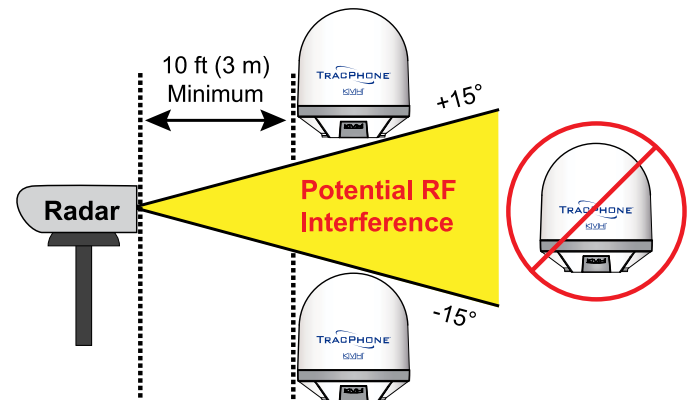 10 ft (3 m)
Minimum
TRACPHONE
KVH
+15°
Radar
Potential RF
Interference
TRACPHONE
KVH
-15°
TRACPHONE
KVH